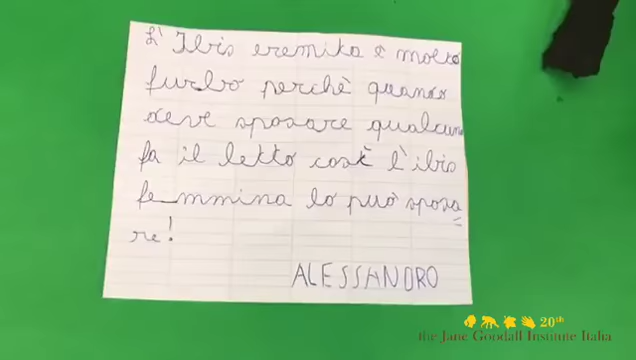 L' Ibis eremita è molto
furbo perchè quando
deve sposare qualcuno
fa il letto così l'ibis
femmina lo può sposa=
re!
ALESSANDRO
20th
the Jane Goodall Institute Italia